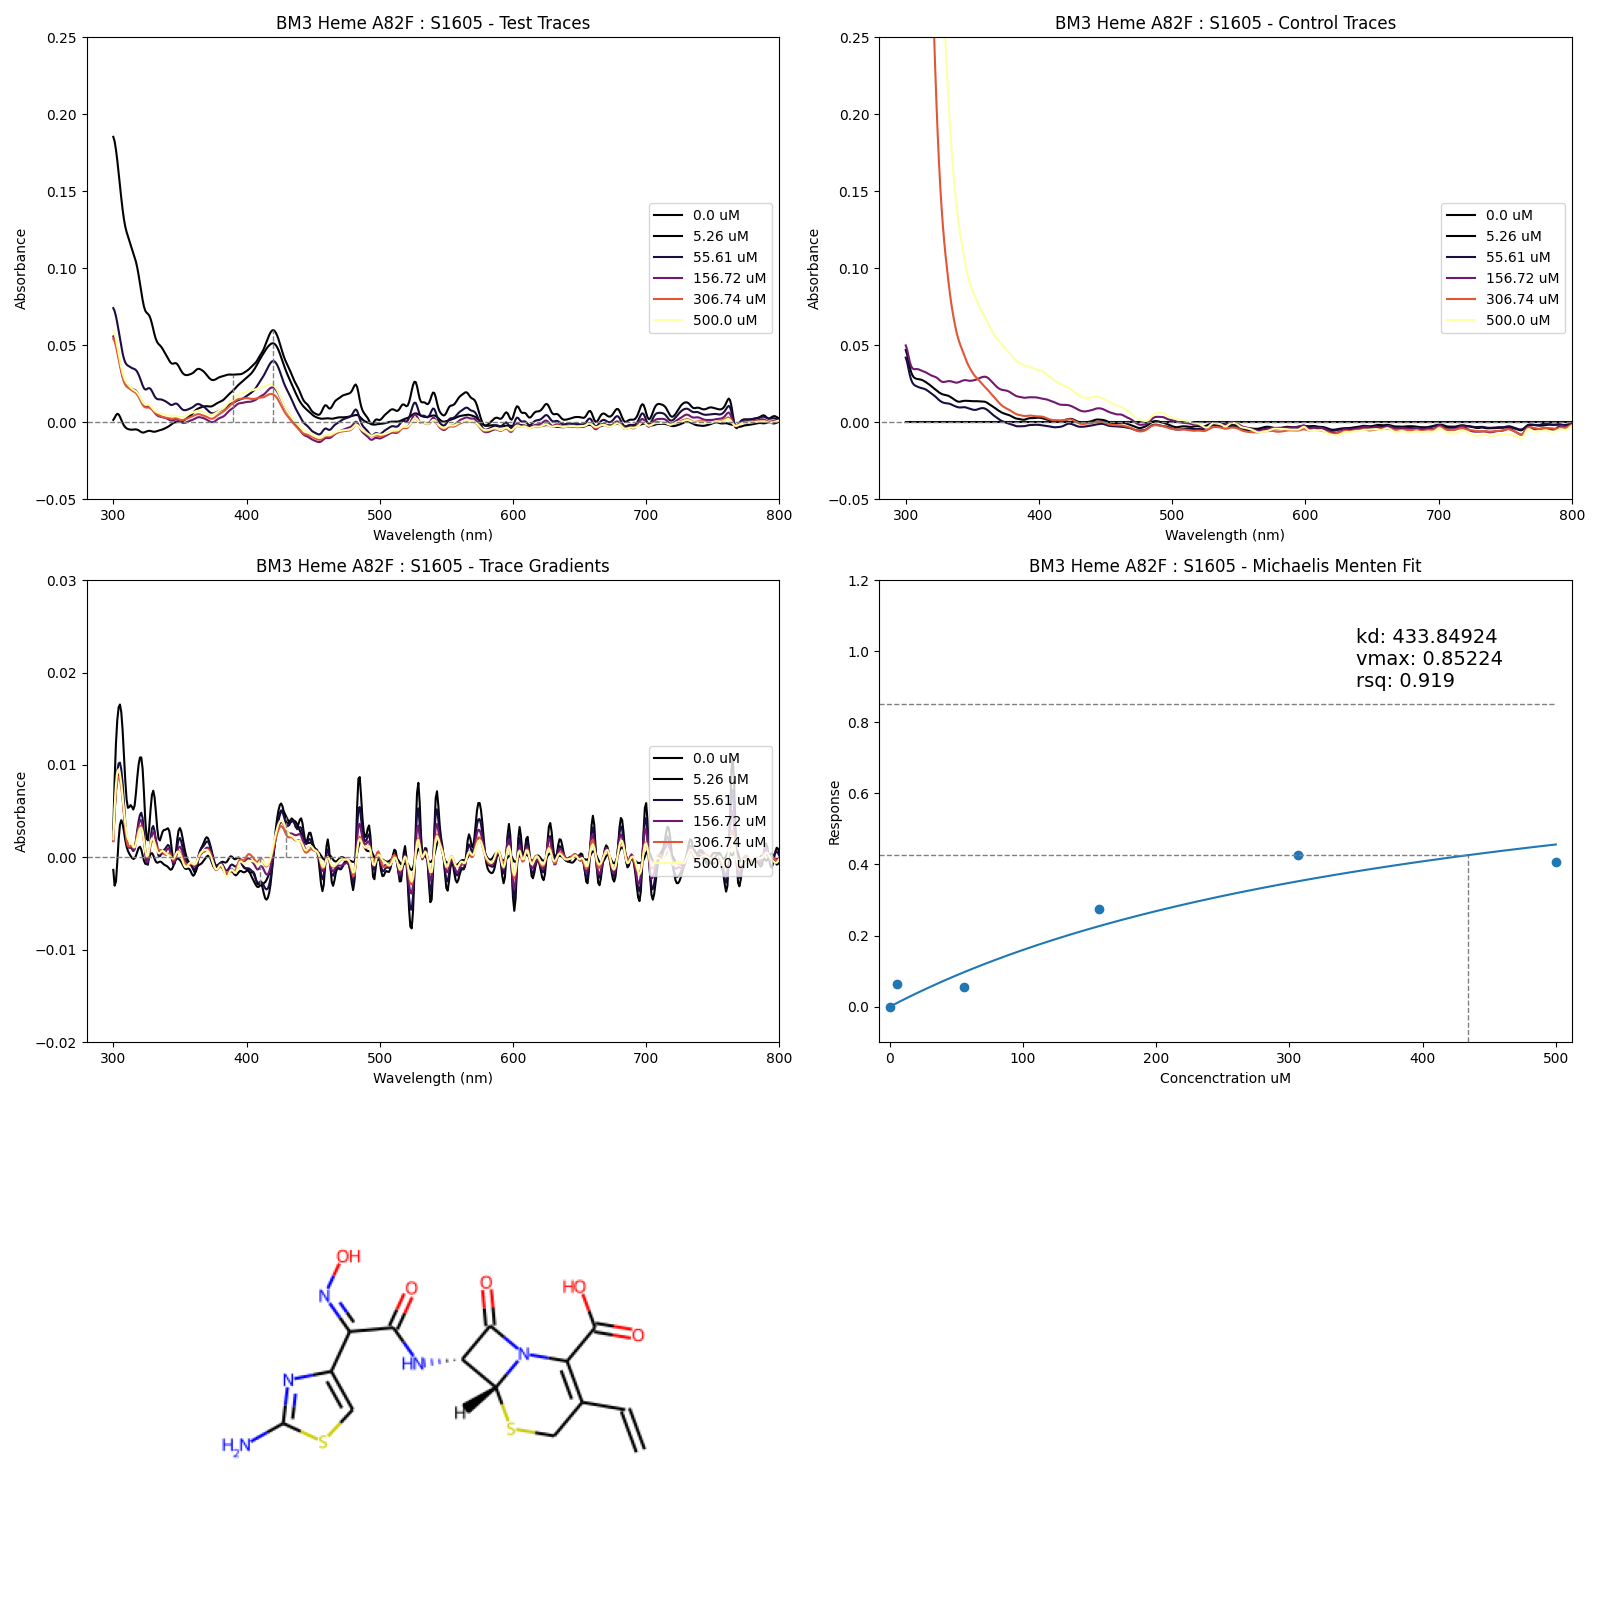 BM3 Heme A82F : S1605 - Test Traces
0.25
0.20
0.15
0.10
0.05
0.00
−0.05
Absorbance
0.0 uM
5.26 uM
55.61 uM
156.72 uM
306.74 uM
500.0 uM
300 400 500 600 700 800
Wavelength (nm)
BM3 Heme A82F : S1605 - Control Traces
0.25
0.20
0.15
0.10
0.05
0.00
−0.05
Absorbance
0.0 uM
5.26 uM
55.61 uM
156.72 uM
306.74 uM
500.0 uM
300 400 500 600 700 800
Wavelength (nm)
BM3 Heme A82F : S1605 - Trace Gradients
0.03
0.02
0.01
0.00
−0.01
−0.02
Absorbance
0.0 uM
5.26 uM
55.61 uM
156.72 uM
306.74 uM
500.0 uM
300 400 500 600 700 800
Wavelength (nm)
BM3 Heme A82F : S1605 - Michaelis Menten Fit
1.2
1.0
0.8
0.6
0.4
0.2
0.0
Response
kd: 433.84924
vmax: 0.85224
rsq: 0.919
0 100 200 300 400 500
Concenctration uM
OH
N
O
O
HO
O
HN
N
N
H
S
H2N
S